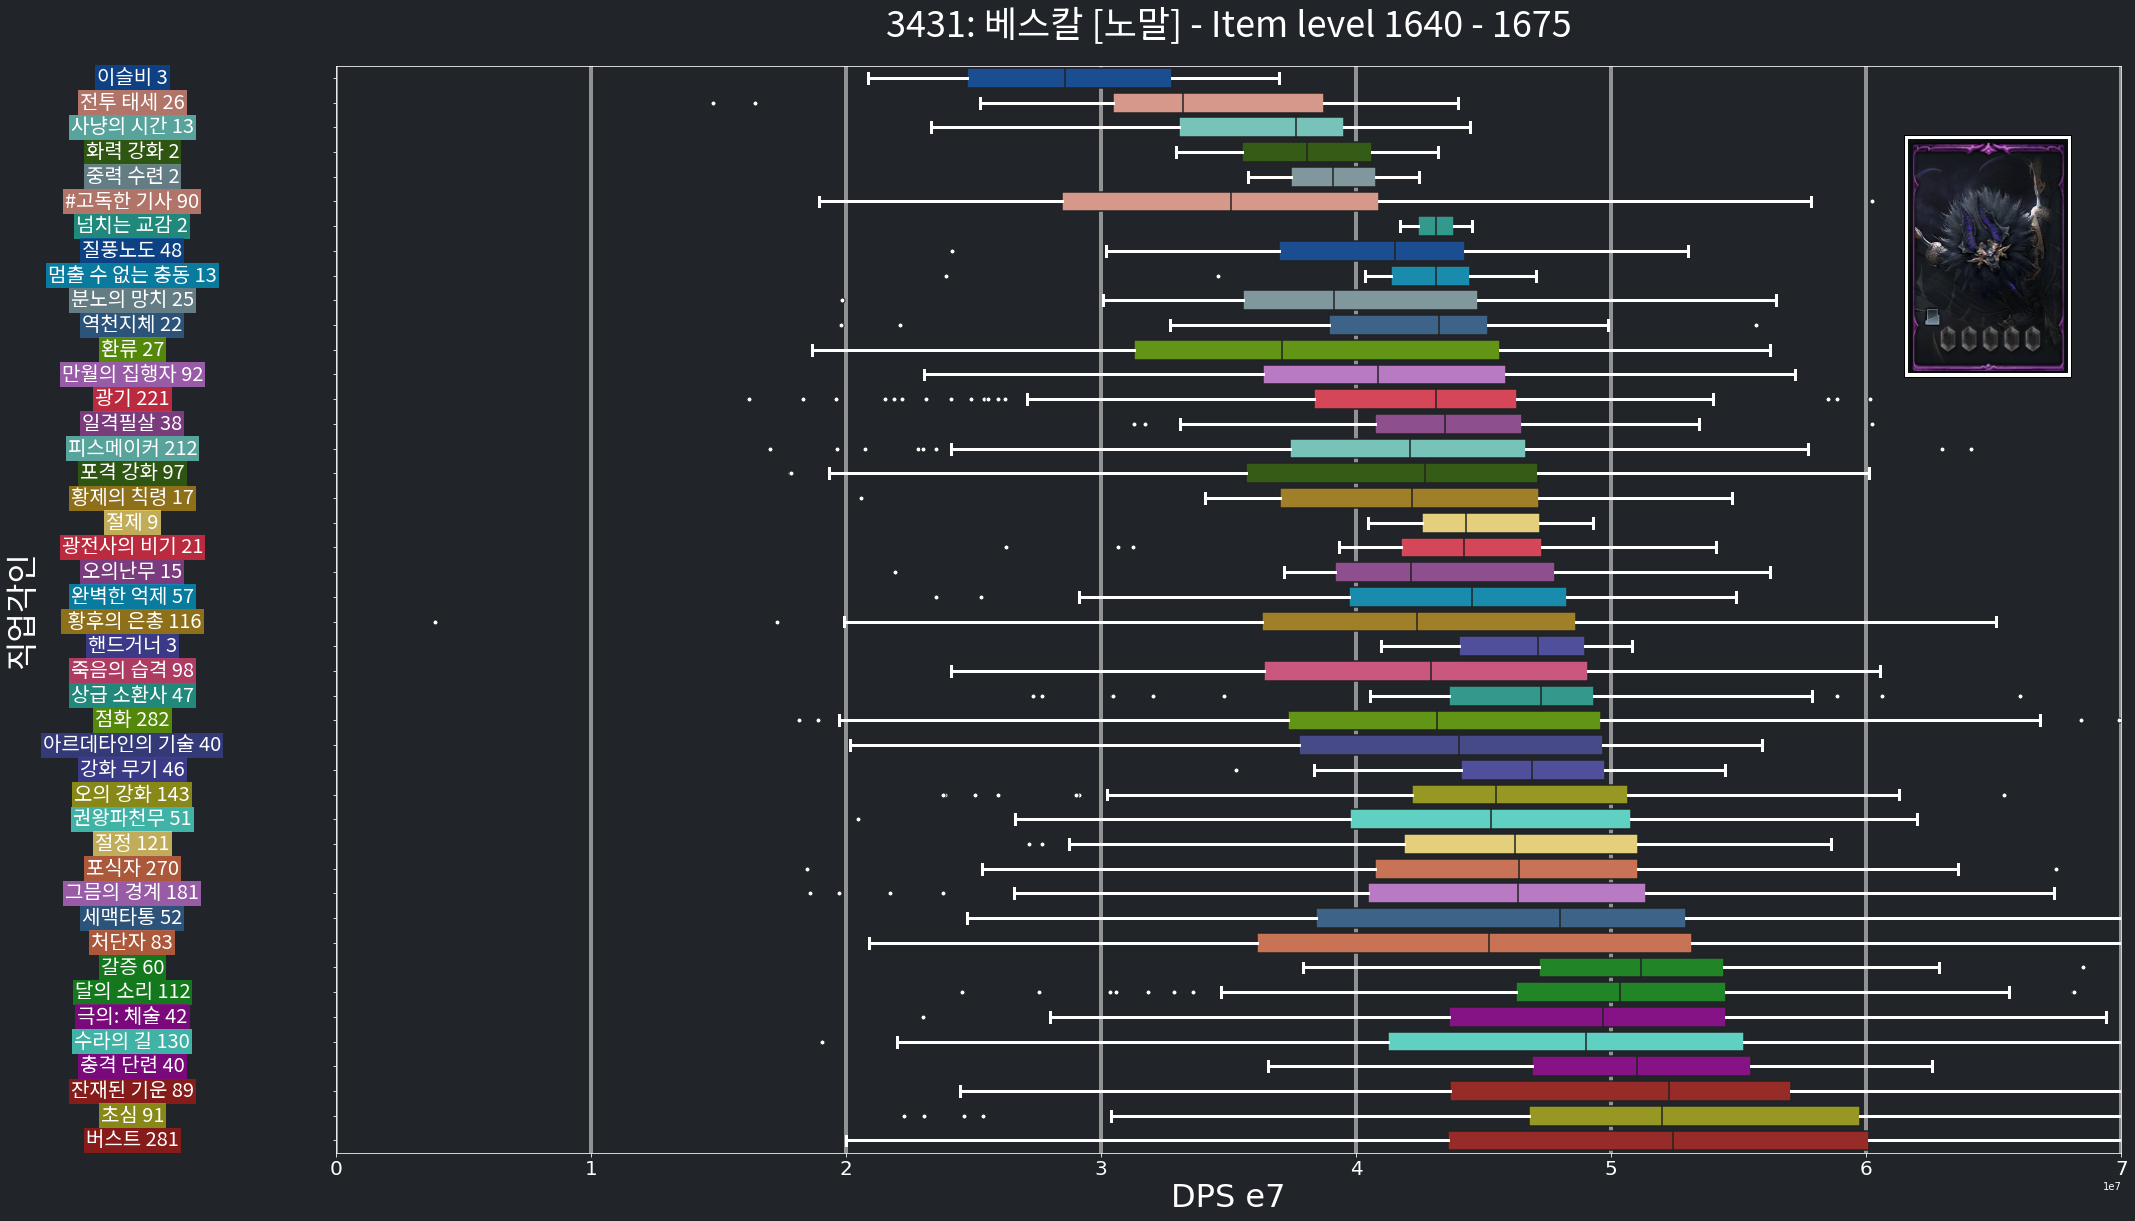 3431: 베스칼 [노말] - Item level 1640 - 1675
직업각인
이슬비 3
전투 태세 26
사냥의 시간 13
화력 강화 2
중력 수련 2
#고독한 기사 90
넘치는 교감 2
질풍노도 48
멈출 수 없는 충동 13
분노의 망치 25
역천지체 22
환류 27
만월의 집행자 92
광기 221
일격필살 38
피스메이커 212
포격 강화 97
황제의 칙령 17
절제 9
광전사의 비기 21
오의난무 15
완벽한 억제 57
황후의 은총 116
핸드거너 3
죽음의 습격 98
상급 소환사 47
점화 282
아르데타인의 기술 40
강화 무기 46
오의 강화 143
권왕파천무 51
절정 121
포식자 270
그믐의 경계 181
세맥타통 52
처단자 83
갈증 60
달의 소리 112
극의: 체술 42
수라의 길 130
충격 단련 40
잔재된 기운 89
초심 91
버스트 281
0 1 2 3 4 5 6 7
1e7
DPS e7